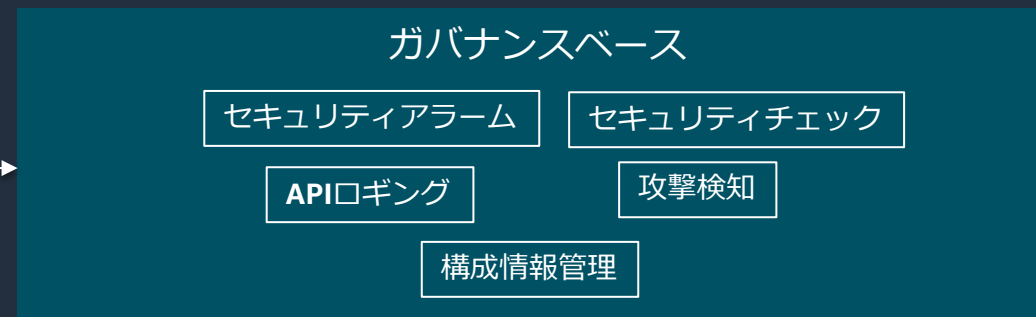 ガバナンスベース
セキュリティアラーム
セキュリティチェック
APIロギング
攻撃検知
構成情報管理